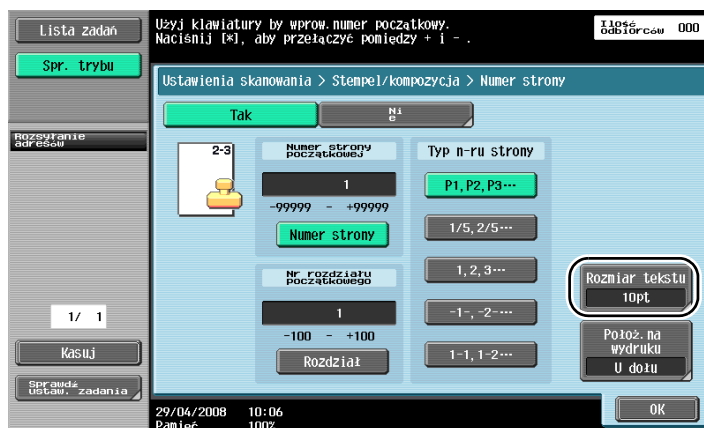 Lista zadań
Spr. trybu
Rozsyłanie
adresów
1/ 1
Kasuj
Sprawdź
ustaw. zadania
Użyj klawiatury by wprow.numer początkowy.
Naciśnij [*], aby przełączyć pomiędzy + i - .
Ilość
odbiorców 000
Ustawienia skanowania > Stempel/kompozycja > Numer strony
Tak
Ni
e
2-3
Numer strony
początkowej
1
-99999 - +99999
Numer strony
Nr rozdziału
początkowego
1
-100 - +100
Rozdział
Typ n-ru strony
P1,P2,P3···
1/5,2/5···
1,2,3···
-1-,-2-···
1-1,1-2···
Rozmiar tekstu
10pt
Położ.na
wydruku
U dołu
OK
29/04/2008 10:06
Pamięć 100%